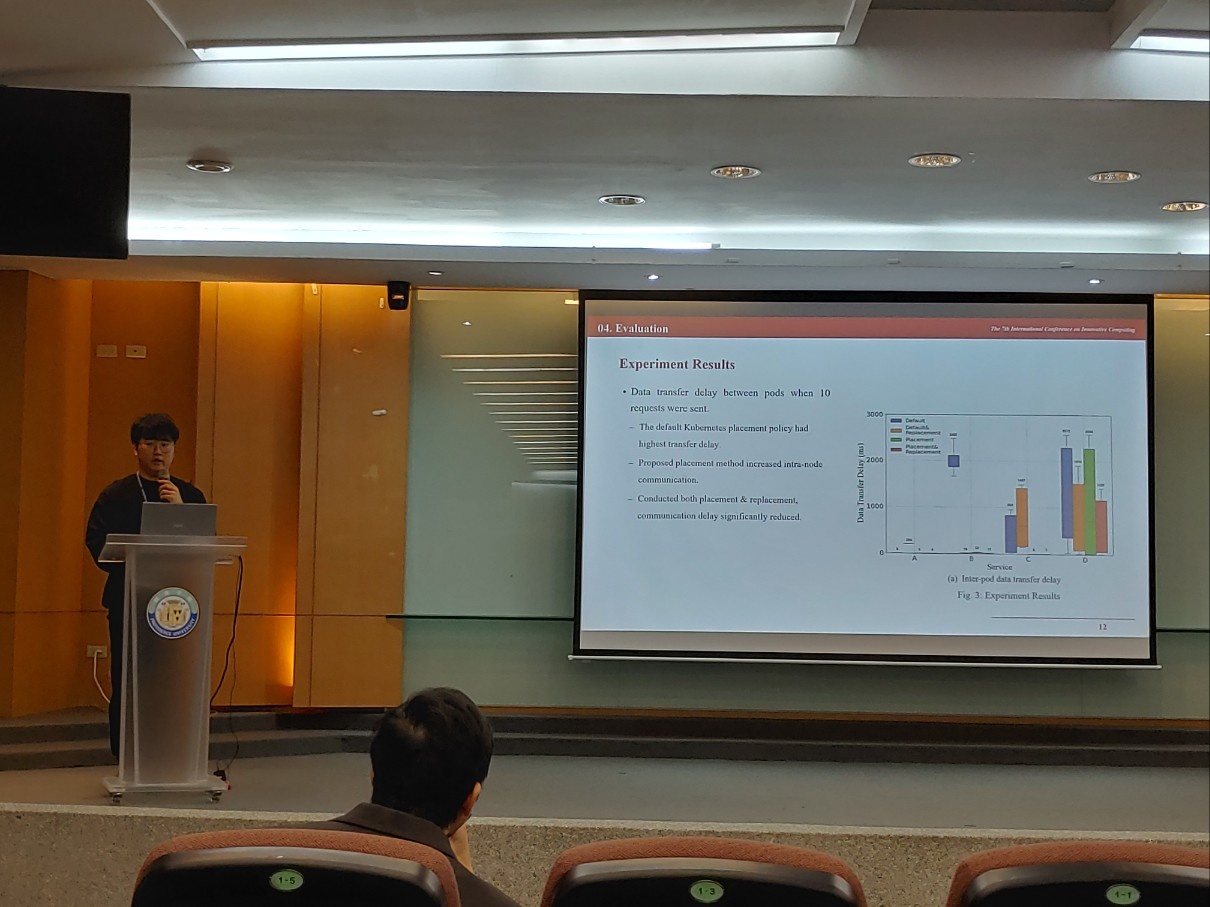 04. Evaluation
The 7th International Conference on Innovative Computing
Experiment Results
• Data transfer delay between pods when 10
requests were sent.
– The default Kubernetes placement policy had
highest transfer delay.
– Proposed placement method increased intra-node
communication.
– Conducted both placement & replacement,
communication delay significantly reduced.
3000
2000
1000
0
Data Transfer Delay (ms)
Default
Default&
Replacement
Placement
Placement&
Replacement
A
B
C
D
Service
(a) Inter-pod data transfer delay
Fig. 3. Experiment Results
12
PROVIDENCE UNIVERSITY
1-5
1-3
1-1